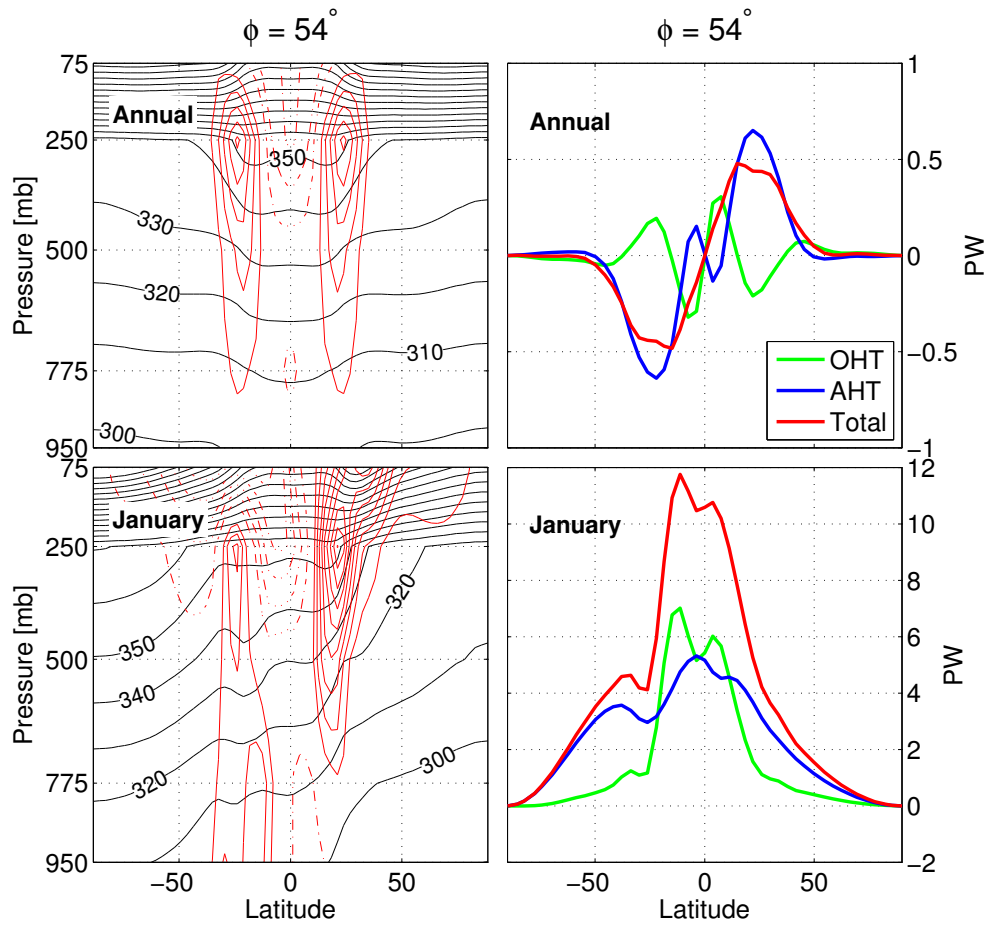 ϕ = 54°
ϕ = 54°
75
250
500
775
950
Pressure [mb]
Annual
350
330
320
310
300
Annual
1
0.5
0
−0.5
−1
PW
−50
0
50
OHT
AHT
Total
75
250
500
775
950
Pressure [mb]
January
350
340
320
320
300
−50
0
50
Latitude
January
12
10
8
6
4
2
0
−2
PW
−50
0
50
Latitude